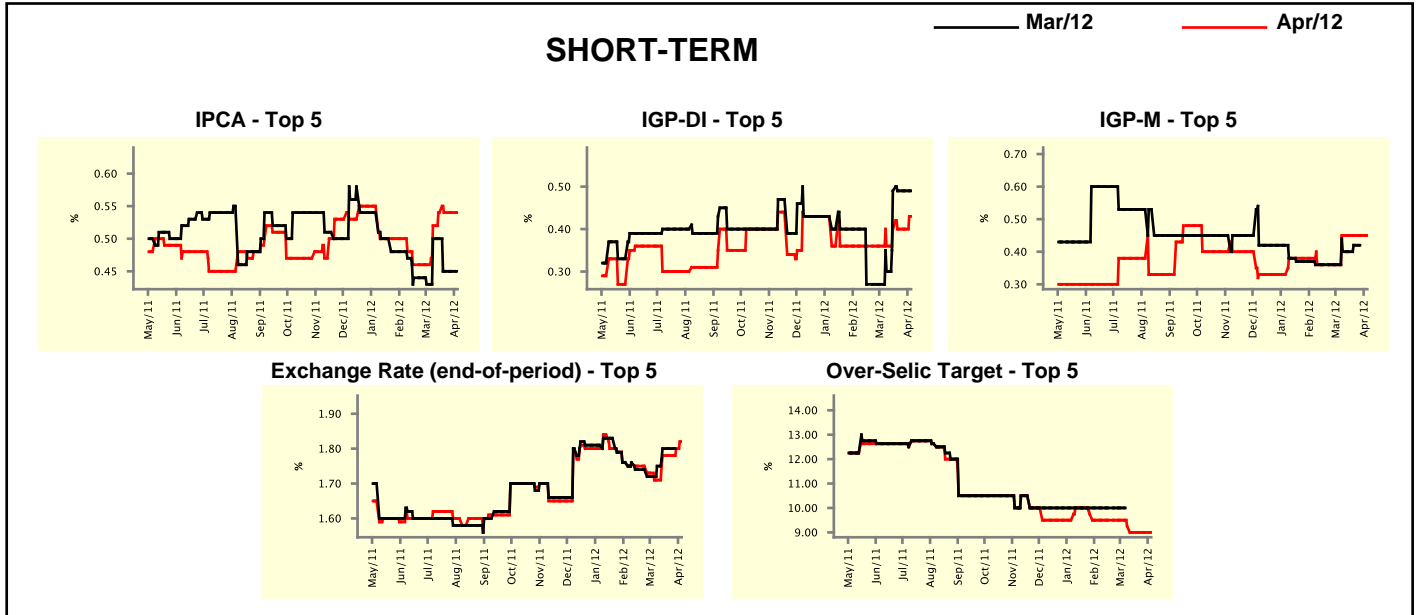 Mar/12 Apr/12
SHORT-TERM
IPCA - Top 5
0.60
0.55
0.50
0.45
%
May/11 Jun/11 Jul/11 Aug/11 Sep/11 Oct/11 Nov/11 Dec/11 Jan/12 Feb/12 Mar/12 Apr/12
IGP-DI - Top 5
0.50
0.40
0.30
%
May/11 Jun/11 Jul/11 Aug/11 Sep/11 Oct/11 Nov/11 Dec/11 Jan/12 Feb/12 Mar/12 Apr/12
IGP-M - Top 5
0.70
0.60
0.50
0.40
0.30
%
May/11 Jun/11 Jul/11 Aug/11 Sep/11 Oct/11 Nov/11 Dec/11 Jan/12 Feb/12 Mar/12 Apr/12
Exchange Rate (end-of-period) - Top 5
1.90
1.80
1.70
1.60
%
May/11 Jun/11 Jul/11 Aug/11 Sep/11 Oct/11 Nov/11 Dec/11 Jan/12 Feb/12 Mar/12 Apr/12
Over-Selic Target - Top 5
14.00
13.00
12.00
11.00
10.00
9.00
%
May/11 Jun/11 Jul/11 Aug/11 Sep/11 Oct/11 Nov/11 Dec/11 Jan/12 Feb/12 Mar/12 Apr/12